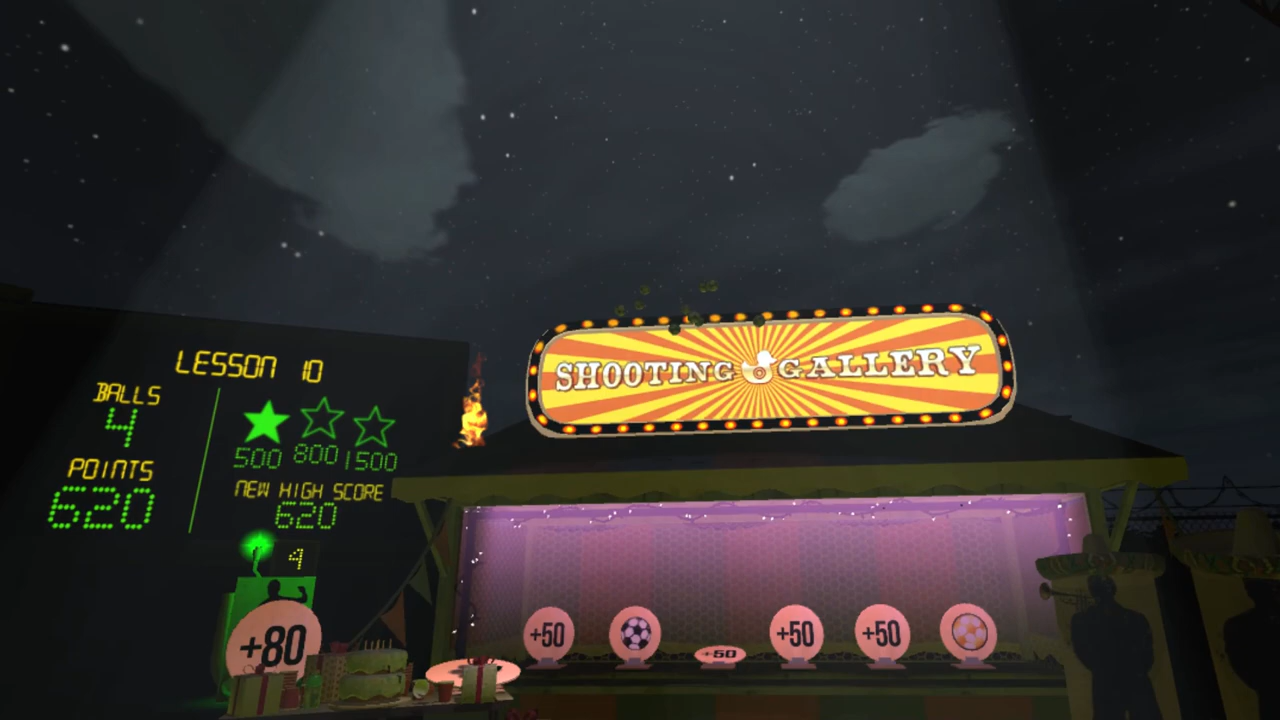 LESSON 10
BALLS
4
POINTS
620
500 800 1500
NEW HIGH SCORE
620
4
SHOOTING GALLERY
+80
+50
+50
+50
+50